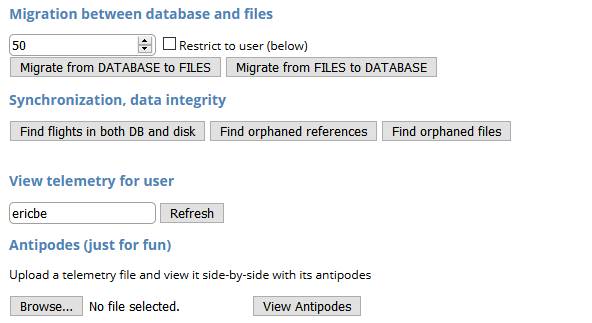 Migration between database and files
50 Restrict to user (below)
Migrate from DATABASE to FILES Migrate from FILES to DATABASE
Synchronization, data integrity
Find flights in both DB and disk Find orphaned references Find orphaned files
View telemetry for user
ericbe Refresh
Antipodes (just for fun)
Upload a telemetry file and view it side-by-side with its antipodes
Browse... No file selected. View Antipodes